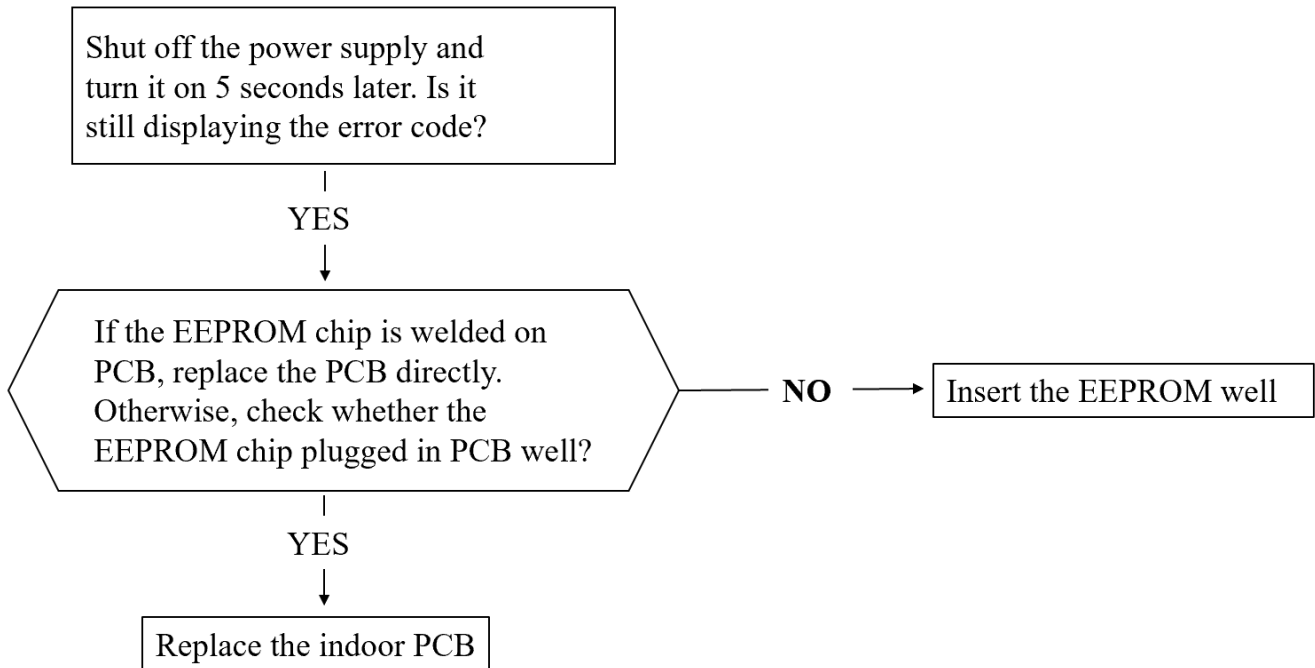 Shut off the power supply and
turn it on 5 seconds later. Is it
still displaying the error code?
YES
If the EEPROM chip is welded on
PCB, replace the PCB directly.
Otherwise, check whether the
EEPROM chip plugged in PCB well?
NO
Insert the EEPROM well
YES
Replace the indoor PCB